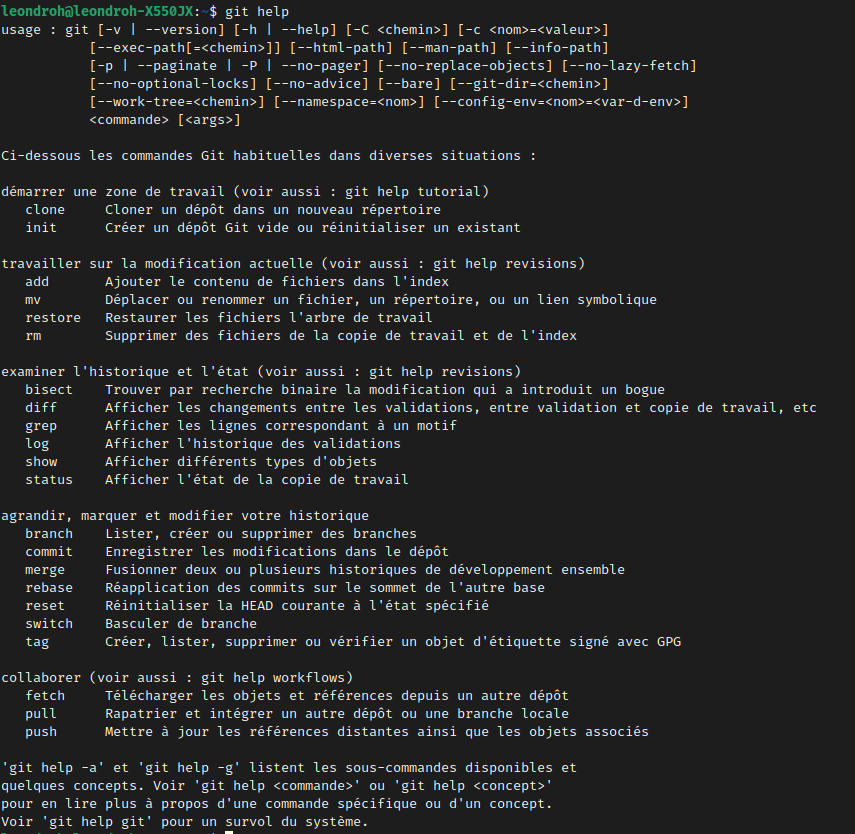 leondroh@leondroh-X550JX:~$ git help
usage : git [-v | --version] [-h | --help] [-C <chemin>] [-c <nom>=<valeur>]
           [--exec-path[=<chemin>]] [--html-path] [--man-path] [--info-path]
           [-p | --paginate | -P | --no-pager] [--no-replace-objects] [--no-lazy-fetch]
           [--no-optional-locks] [--no-advice] [--bare] [--git-dir=<chemin>]
           [--work-tree=<chemin>] [--namespace=<nom>] [--config-env=<nom>=<var-d-env>]
           <commande> [<args>]

Ci-dessous les commandes Git habituelles dans diverses situations :

démarrer une zone de travail (voir aussi : git help tutorial)
   clone     Cloner un dépôt dans un nouveau répertoire
   init      Créer un dépôt Git vide ou réinitialiser un existant

travailler sur la modification actuelle (voir aussi : git help revisions)
   add       Ajouter le contenu de fichiers dans l'index
   mv        Déplacer ou renommer un fichier, un répertoire, ou un lien symbolique
   restore   Restaurer les fichiers l'arbre de travail
   rm        Supprimer des fichiers de la copie de travail et de l'index

examiner l'historique et l'état (voir aussi : git help revisions)
   bisect    Trouver par recherche binaire la modification qui a introduit un bogue
   diff      Afficher les changements entre les validations, entre validation et copie de travail, etc
   grep      Afficher les lignes correspondant à un motif
   log       Afficher l'historique des validations
   show      Afficher différents types d'objets
   status    Afficher l'état de la copie de travail

agrandir, marquer et modifier votre historique
   branch    Lister, créer ou supprimer des branches
   commit    Enregistrer les modifications dans le dépôt
   merge     Fusionner deux ou plusieurs historiques de développement ensemble
   rebase    Réapplication des commits sur le sommet de l'autre base
   reset     Réinitialiser la HEAD courante à l'état spécifié
   switch    Basculer de branche
   tag       Créer, lister, supprimer ou vérifier un objet d'étiquette signé avec GPG

collaborer (voir aussi : git help workflows)
   fetch     Télécharger les objets et références depuis un autre dépôt
   pull      Rapatrier et intégrer un autre dépôt ou une branche locale
   push      Mettre à jour les références distantes ainsi que les objets associés

'git help -a' et 'git help -g' listent les sous-commandes disponibles et
quelques concepts. Voir 'git help <commande>' ou 'git help <concept>'
pour en lire plus à propos d'une commande spécifique ou d'un concept.
Voir 'git help git' pour un survol du système.